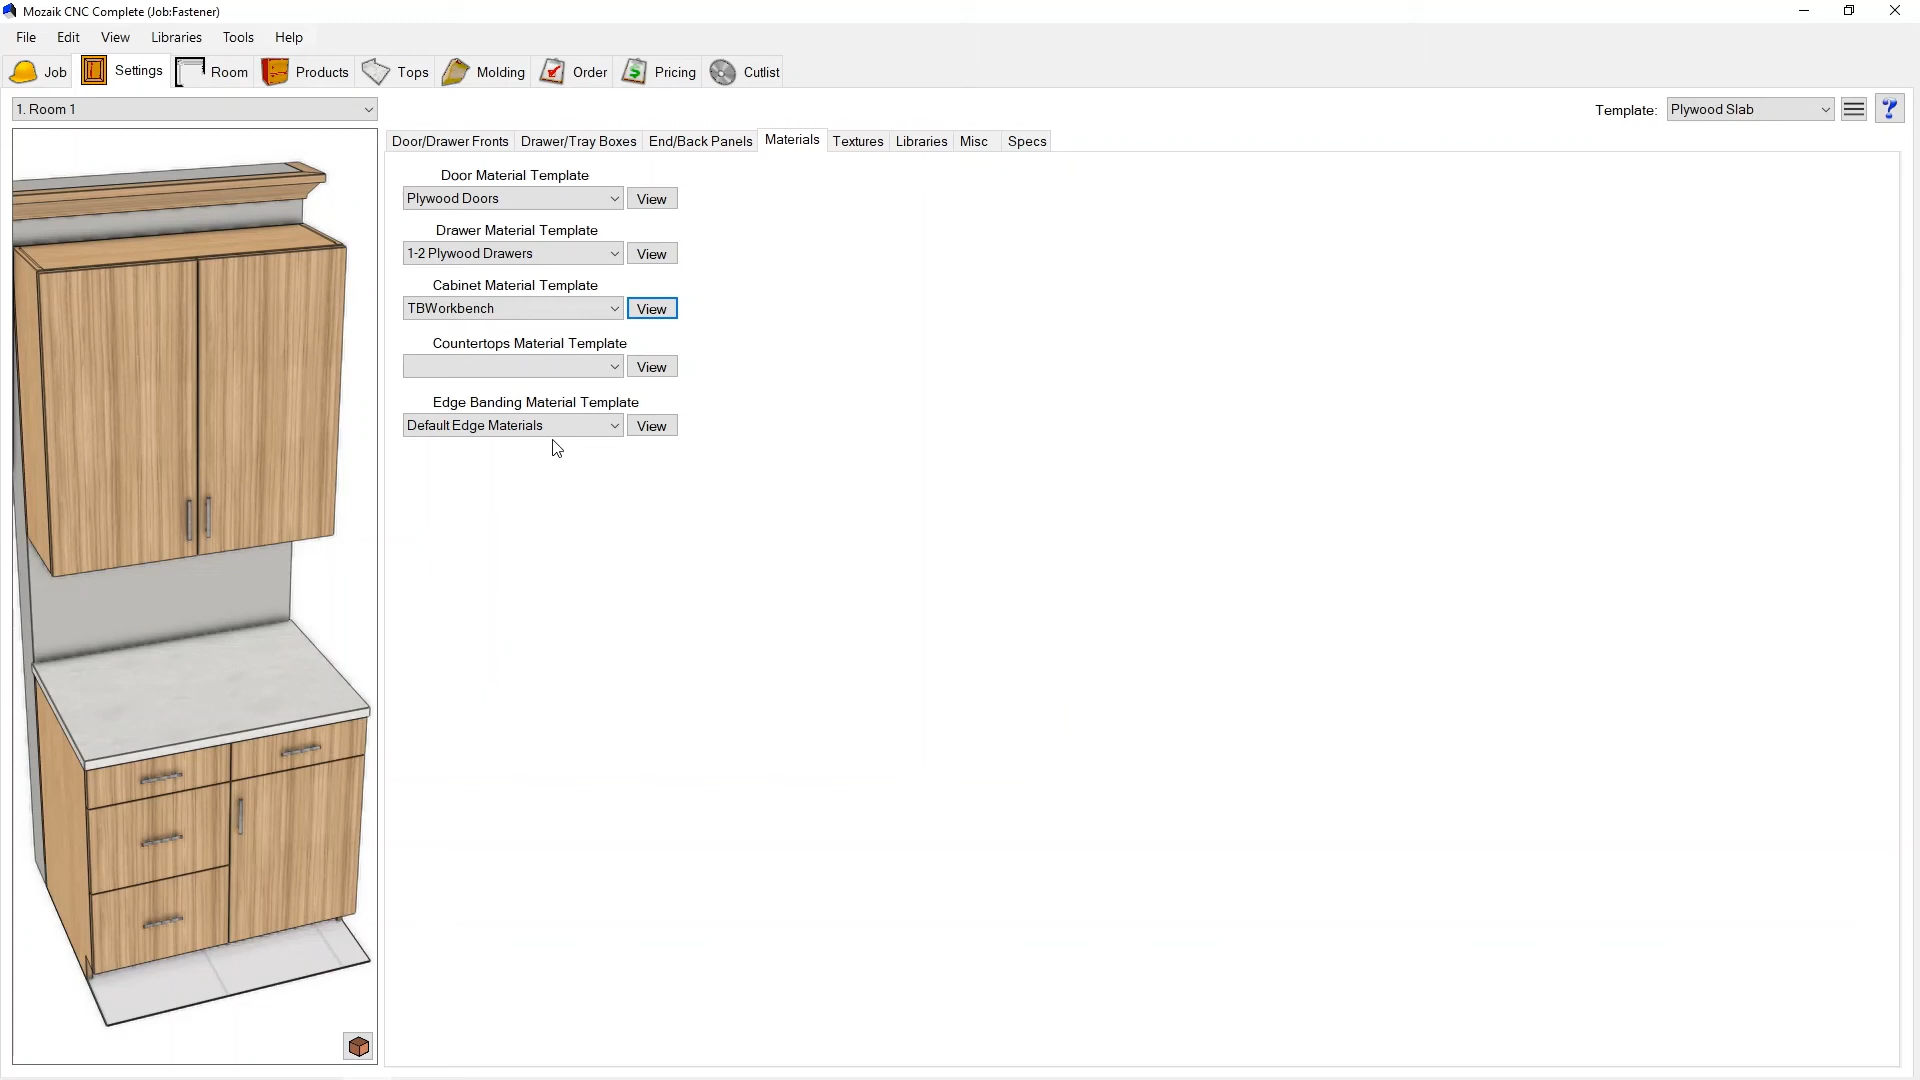 Mozaik CNC Complete (Job:Fastener)
File Edit View Libraries Tools Help
Job Settings Room Products Tops Molding Order Pricing Cutlist
1. Room 1
Template: Plywood Slab
?
Door/Drawer Fronts Drawer/Tray Boxes End/Back Panels Materials Textures Libraries Misc Specs
Door Material Template
Plywood Doors View
Drawer Material Template
1-2 Plywood Drawers View
Cabinet Material Template
TBWorkbench View
Countertops Material Template
View
Edge Banding Material Template
Default Edge Materials View